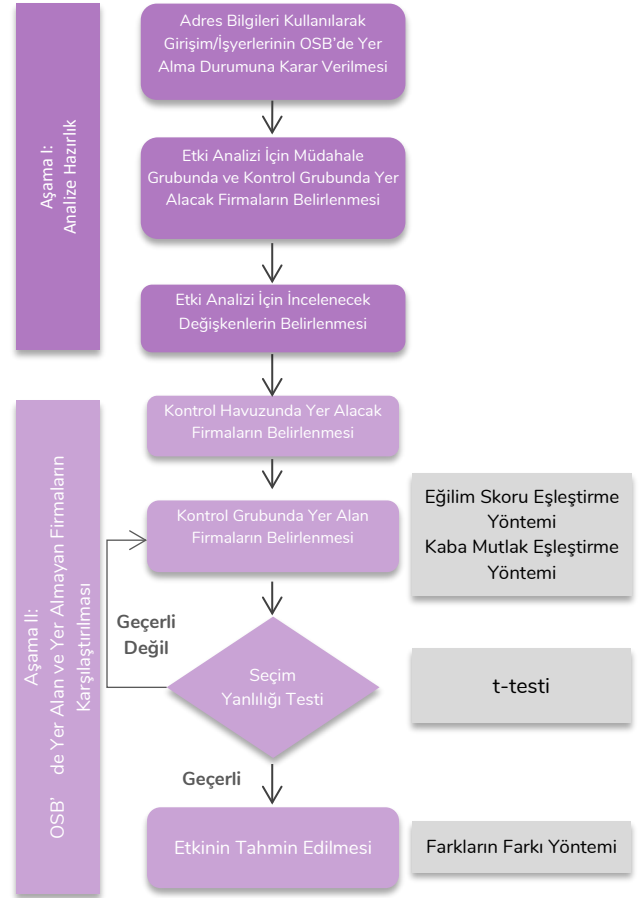 Aşama I:
Analize Hazırlık
Adres Bilgileri Kullanılarak
Girişim/İşyerlerinin OSB'de Yer
Alma Durumuna Karar Verilmesi
Etki Analizi İçin Müdahale
Grubunda ve Kontrol Grubunda Yer
Alacak Firmaların Belirlenmesi
Etki Analizi İçin İncelenecek
Değişkenlerin Belirlenmesi
Aşama II:
OSB' de Yer Alan ve Yer Almayan Firmaların
Karşılaştırılması
Kontrol Havuzunda Yer Alacak
Firmaların Belirlenmesi
Kontrol Grubunda Yer Alan
Firmaların Belirlenmesi
Eğilim Skoru Eşleştirme
Yöntemi
Kaba Mutlak Eşleştirme
Yöntemi
Geçerli
Değil
Seçim
Yanlılığı Testi
t-testi
Geçerli
Etkinin Tahmin Edilmesi
Farkların Farkı Yöntemi